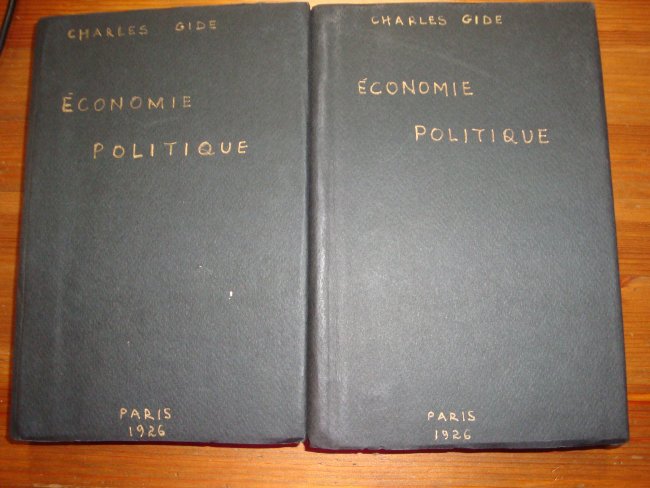 CHARLES GIDE
ÉCONOMIE
POLITIQUE
PARIS
1926
CHARLES GIDE
ÉCONOMIE
POLITIQUE
PARIS
1926